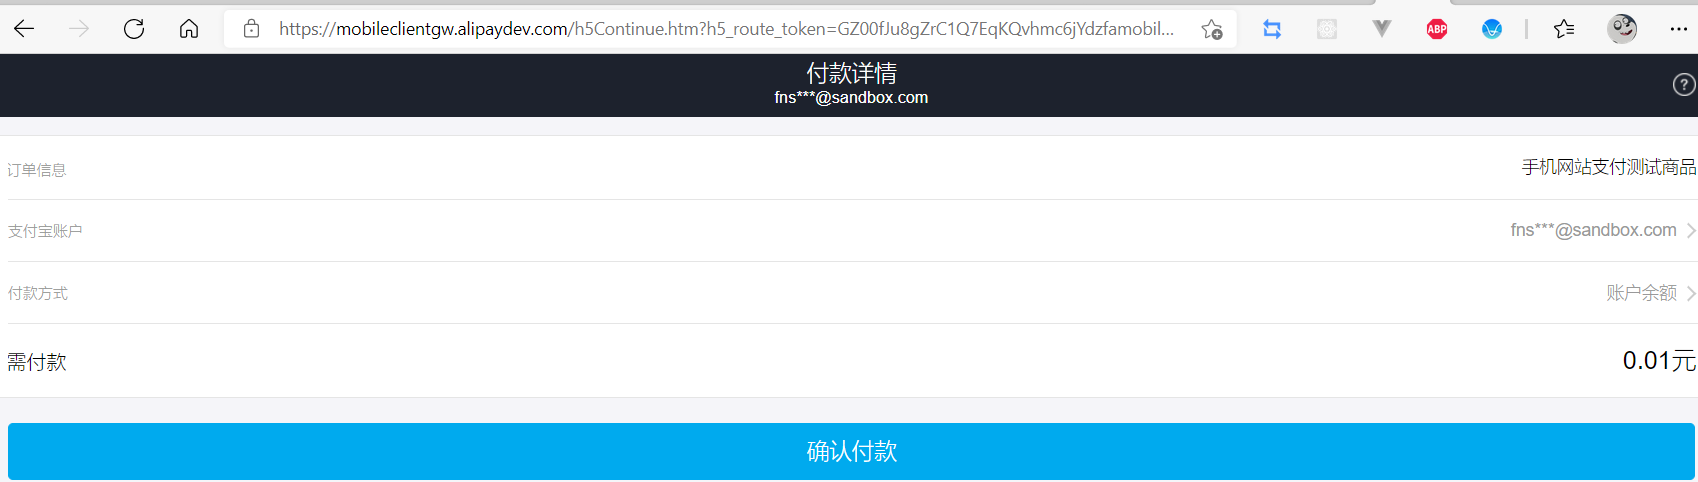 https://mobileclientgw.alipaydev.com/h5Continue.htm?h5_route_token=GZ00fJu8gZrC1Q7EqKQvhmc6jYdzfamobil...
ABP
付款详情
fns***@sandbox.com
订单信息 手机网站支付测试商品
支付宝账户 fns***@sandbox.com
付款方式 账户余额
需付款 0.01元
确认付款